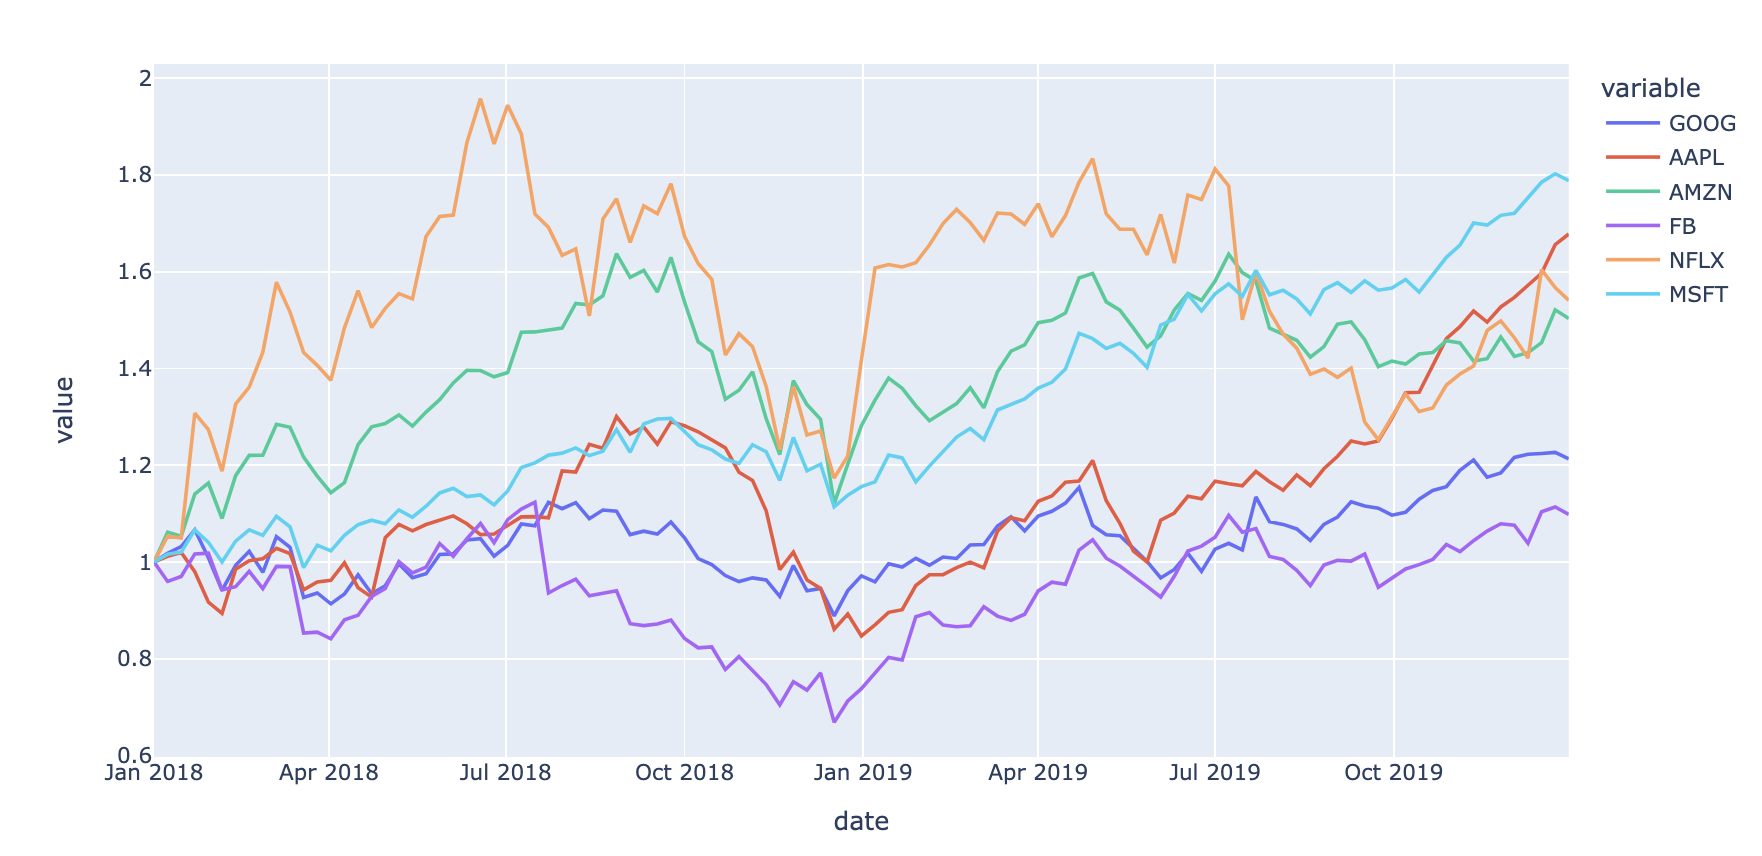 variable
GOOG
AAPL
AMZN
FB
NFLX
MSFT
2
1.8
1.6
1.4
1.2
1
0.8
0.6
value
Jan 2018 Apr 2018 Jul 2018 Oct 2018 Jan 2019 Apr 2019 Jul 2019 Oct 2019
date